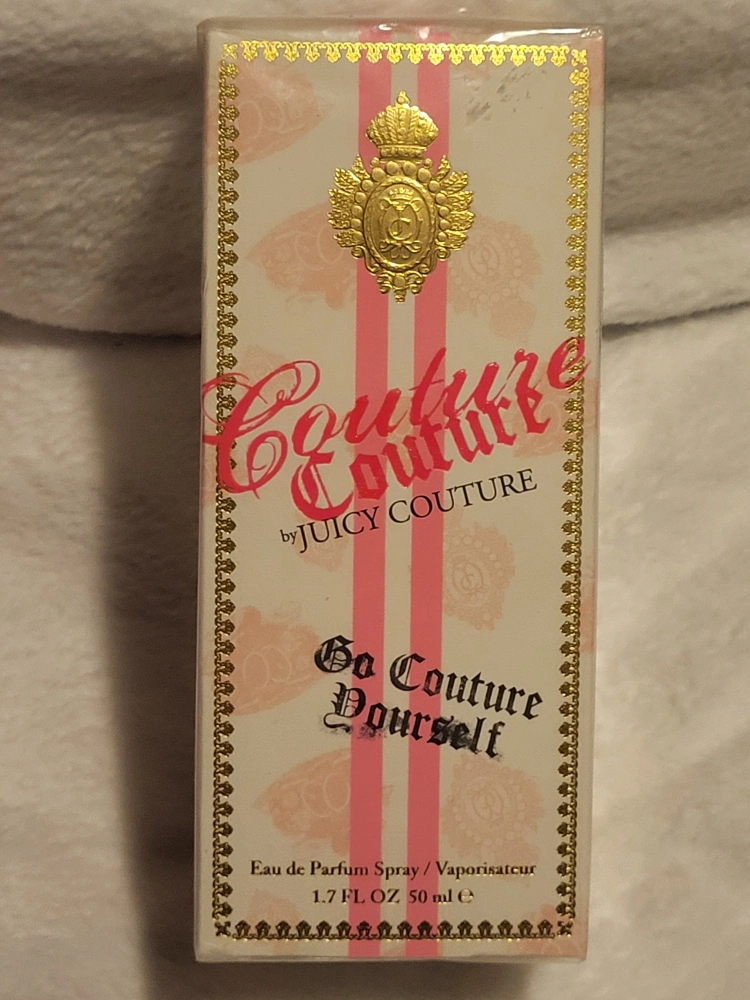 Couture
Couture
by JUICY COUTURE
Go Couture
Yourself
Eau de Parfum Spray / Vaporisateur
1.7 FL OZ 50 ml ℮